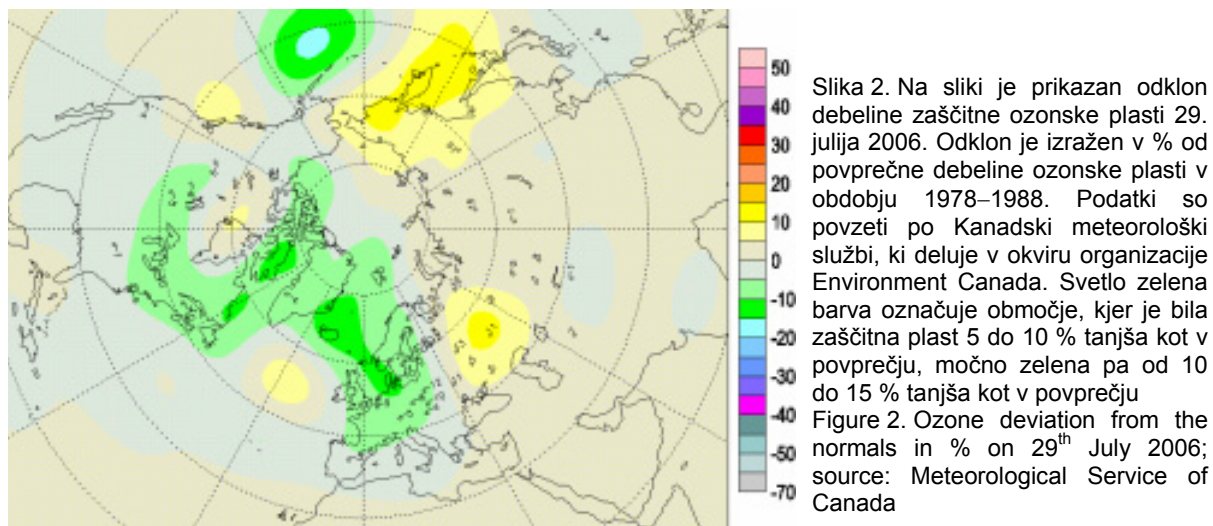 50
40
30
20
10
0
-10
-20
-30
-40
-50
-70
Slika 2. Na sliki je prikazan odklon
debeline zaščitne ozonske plasti 29.
julija 2006. Odklon je izražen v % od
povprečne debeline ozonske plasti v
obdobju 1978–1988. Podatki so
povzeti po Kanadski meteorološki
službi, ki deluje v okviru organizacije
Environment Canada. Svetlo zelena
barva označuje območje, kjer je bila
zaščitna plast 5 do 10 % tanjša kot v
povprečju, močno zelena pa od 10
do 15 % tanjša kot v povprečju
Figure 2. Ozone deviation from the
normals in % on 29th July 2006;
source: Meteorological Service of
Canada